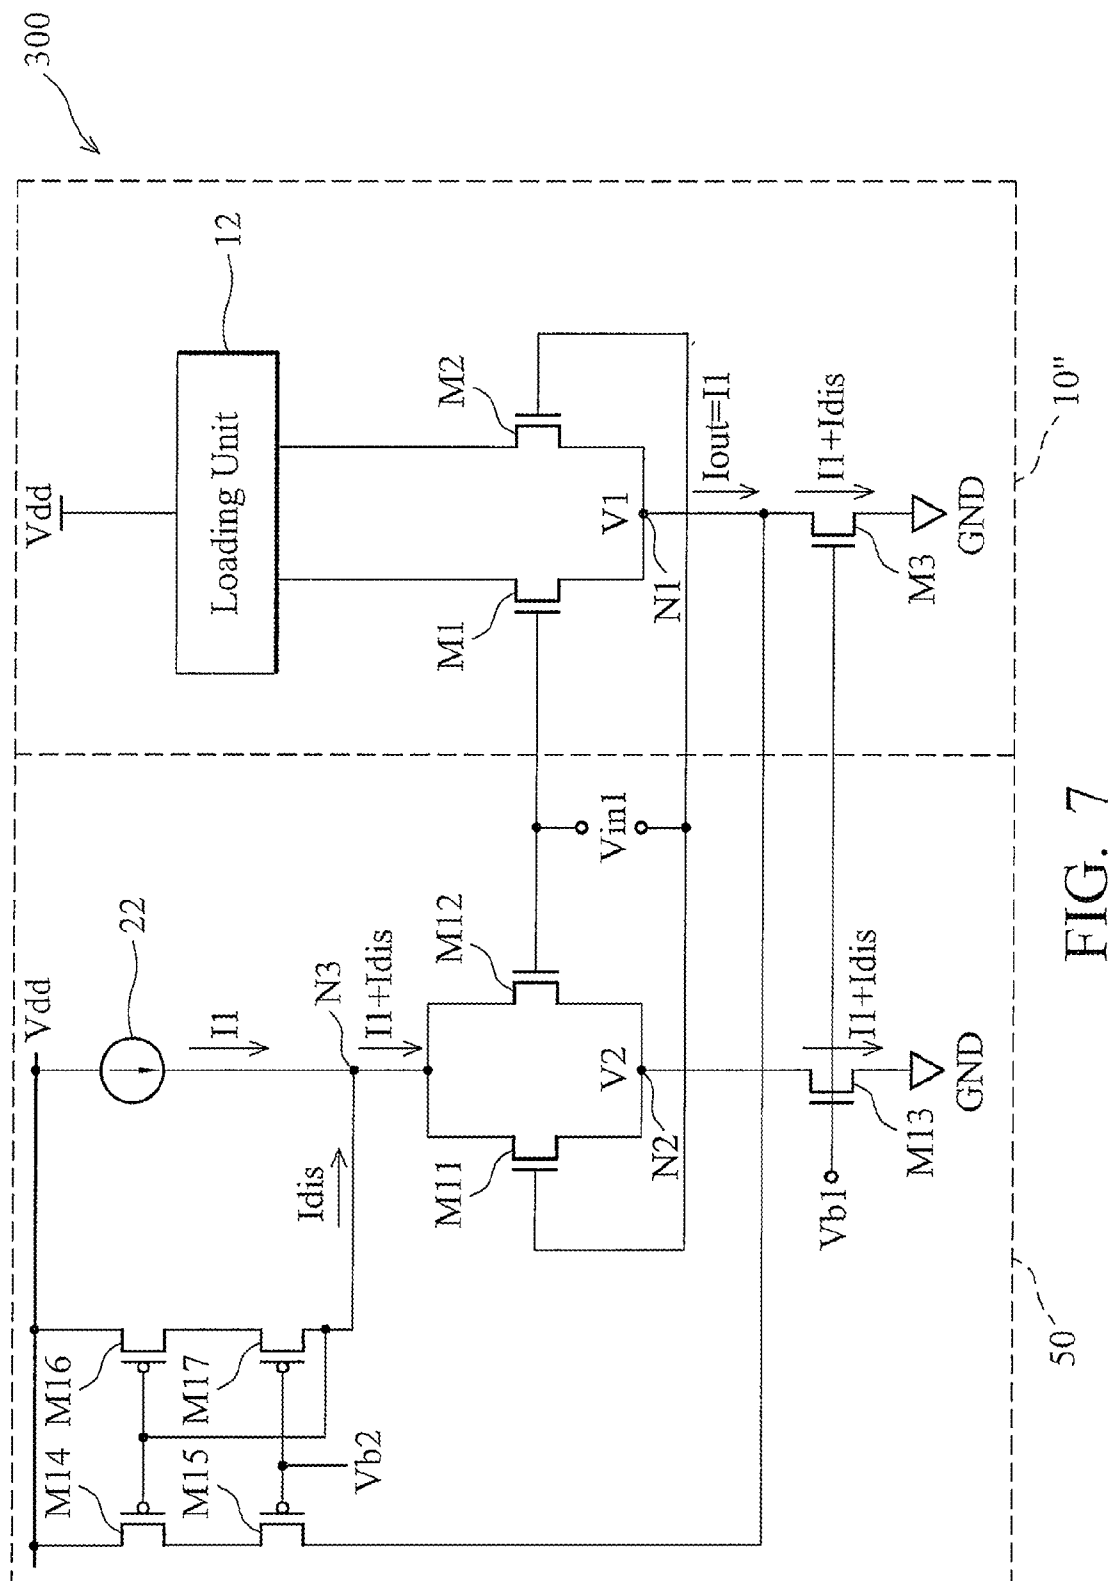 300
Vdd
12
Loading Unit
M1
M2
V1
N1
Iout=I1
I1+Idis
M3
GND
10"
Vdd
22
I1
N3
I1+Idis
Idis
M11
M12
V2
N2
Vin1
I1+Idis
M13
Vb1
GND
M14
M16
M15
M17
Vb2
50
FIG. 7